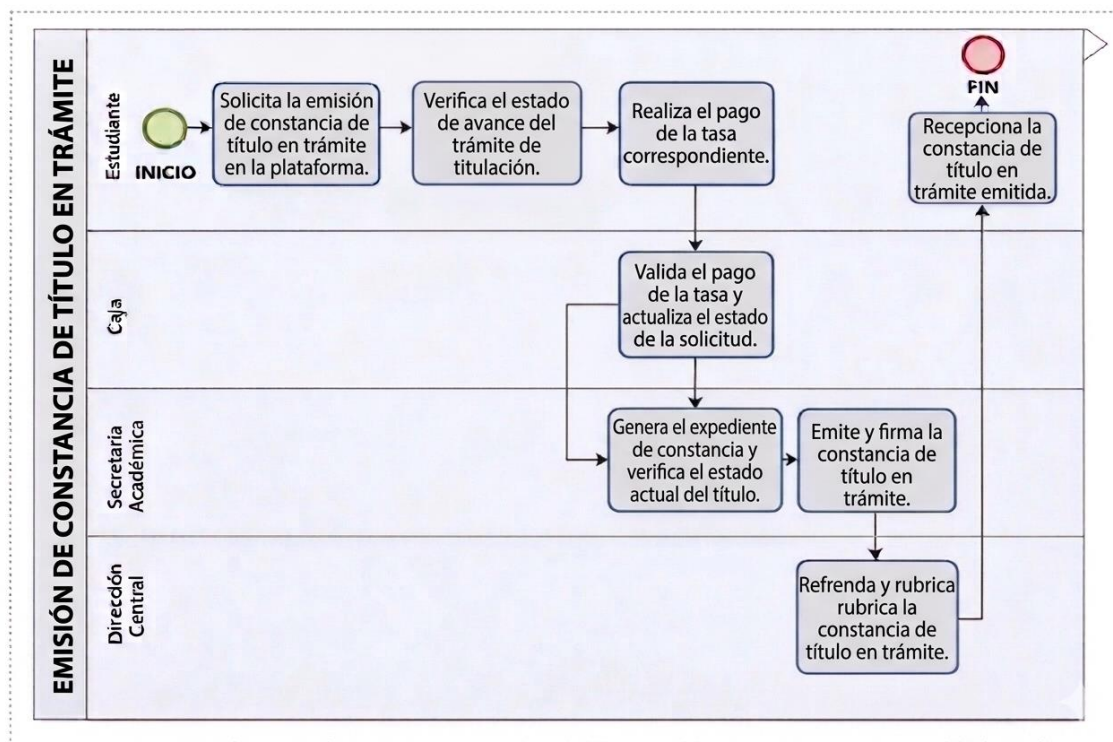 EMISIÓN DE CONSTANCIA DE TÍTULO EN TRÁMITE
Estudiante
INICIO
Solicita la emisión
de constancia de
título en trámite
en la plataforma.
Verifica el estado
de avance del
trámite de
titulación.
Realiza el pago
de la tasa
correspondiente.
FIN
Recepciona la
constancia de
título en
trámite emitida.
Caja
Valida el pago
de la tasa y
actualiza el estado
de la solicitud.
Secretaria
Académica
Genera el expediente
de constancia y
verifica el estado
actual del título.
Emite y firma la
constancia de
título en
trámite.
Dirección
Central
Refrenda y rubrica
rubrica la
constancia de
título en trámite.